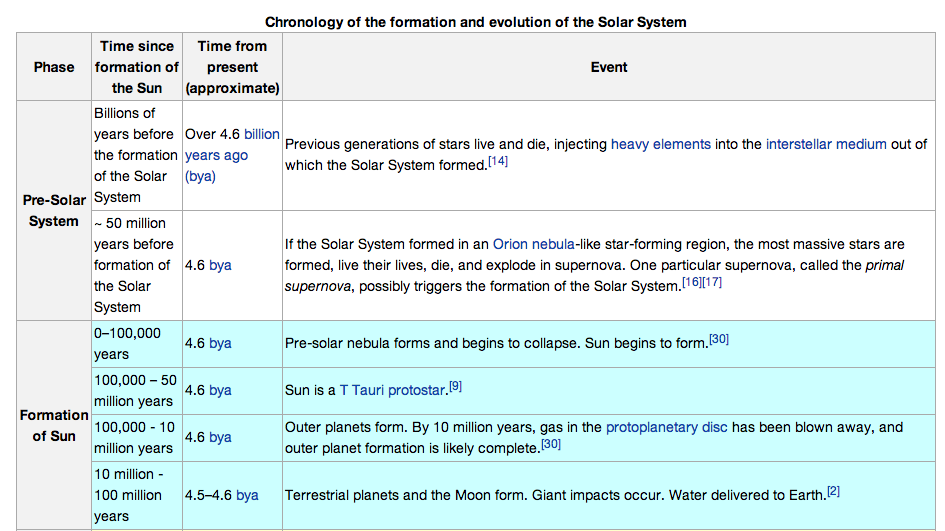 Chronology of the formation and evolution of the Solar System
Phase
Time since
formation of
the Sun
Time from
present
(approximate)
Event
Pre-Solar
System
Billions of
years before
the formation
of the Solar
System
Over 4.6 billion
years ago
(bya)
Previous generations of stars live and die, injecting heavy elements into the interstellar medium out of
which the Solar System formed.[14]
~ 50 million
years before
formation of
the Solar
System
4.6 bya
If the Solar System formed in an Orion nebula-like star-forming region, the most massive stars are
formed, live their lives, die, and explode in supernova. One particular supernova, called the primal
supernova, possibly triggers the formation of the Solar System.[16][17]
Formation
of Sun
0–100,000
years
4.6 bya
Pre-solar nebula forms and begins to collapse. Sun begins to form.[30]
100,000 – 50
million years
4.6 bya
Sun is a T Tauri protostar.[9]
100,000 - 10
million years
4.6 bya
Outer planets form. By 10 million years, gas in the protoplanetary disc has been blown away, and
outer planet formation is likely complete.[30]
10 million -
100 million
years
4.5–4.6 bya
Terrestrial planets and the Moon form. Giant impacts occur. Water delivered to Earth.[2]